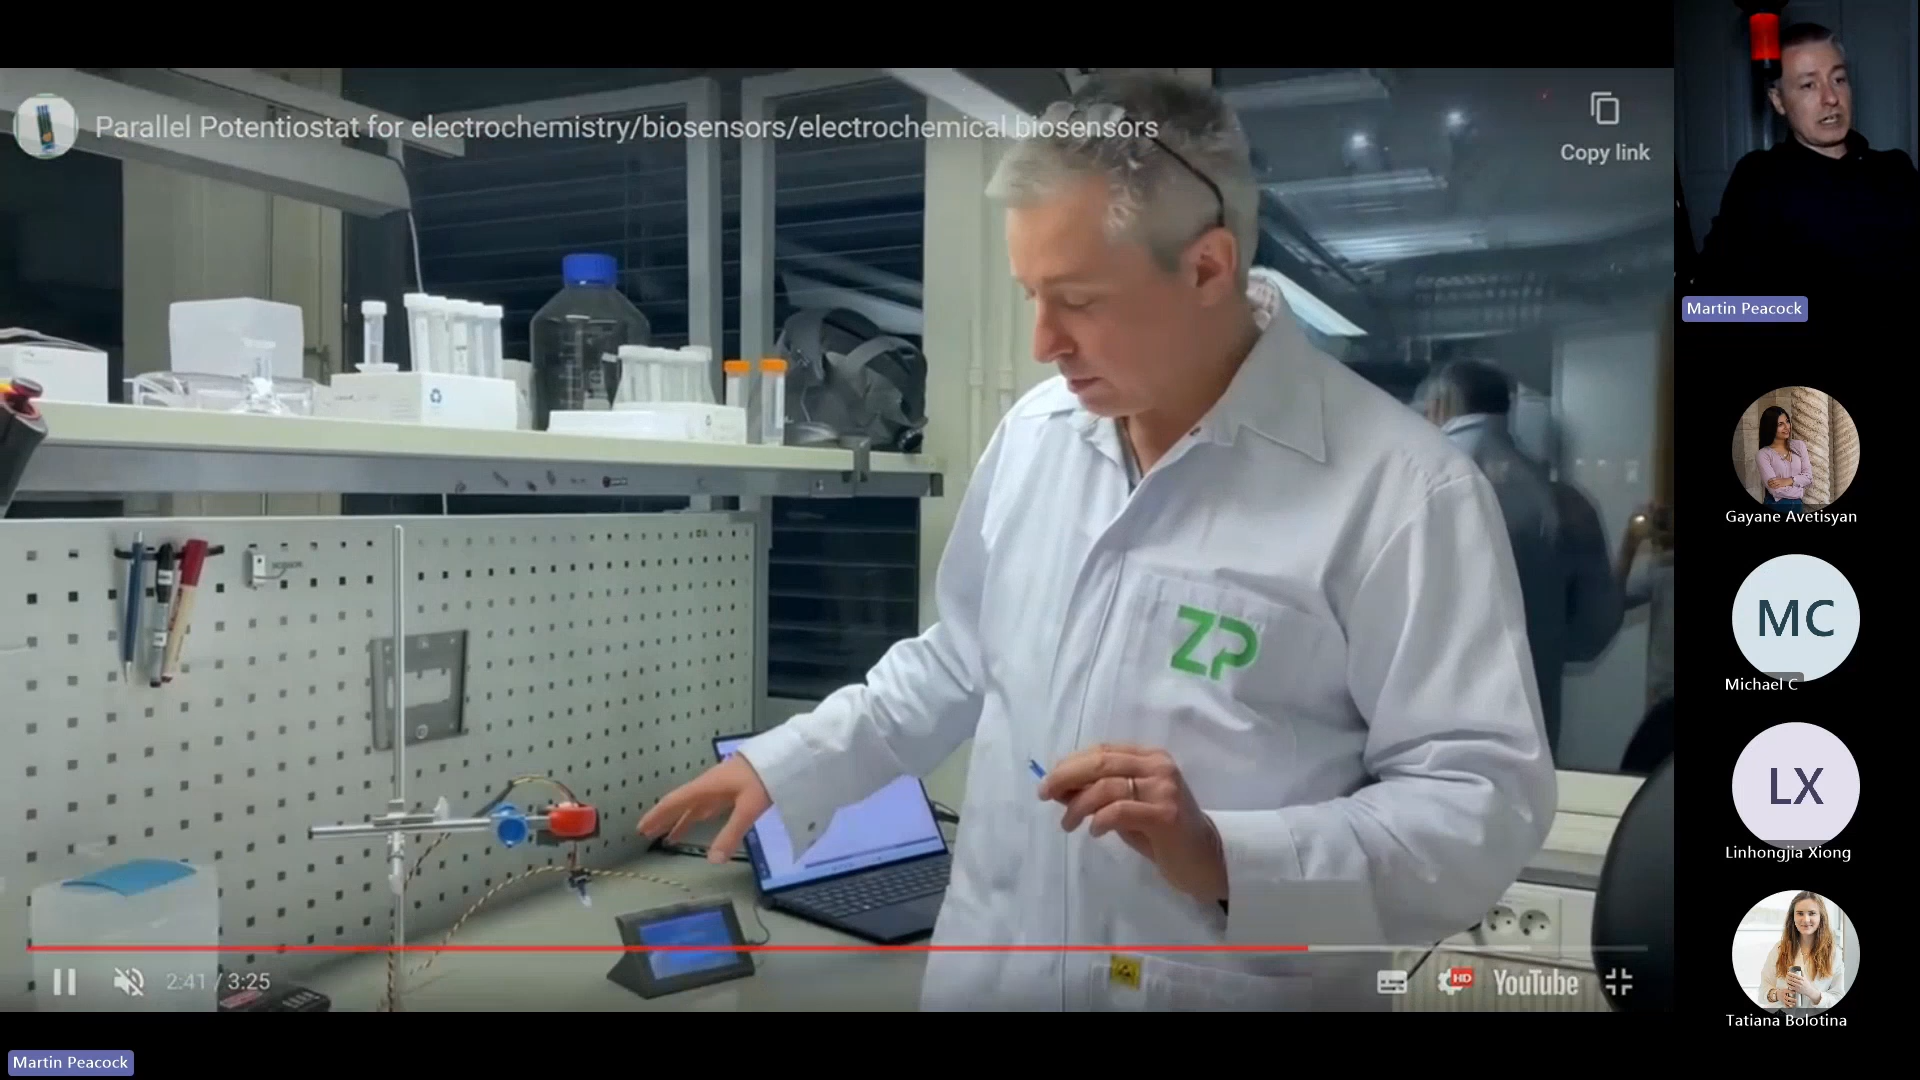 Parallel Potentiostat for electrochemistry/biosensors/electrochemical biosensors
Copy link
ZP
2:41 / 3:25
HD
YouTube
Martin Peacock
Martin Peacock
Gayane Avetisyan
MC
Michael C
LX
Linhongjia Xiong
Tatiana Bolotina